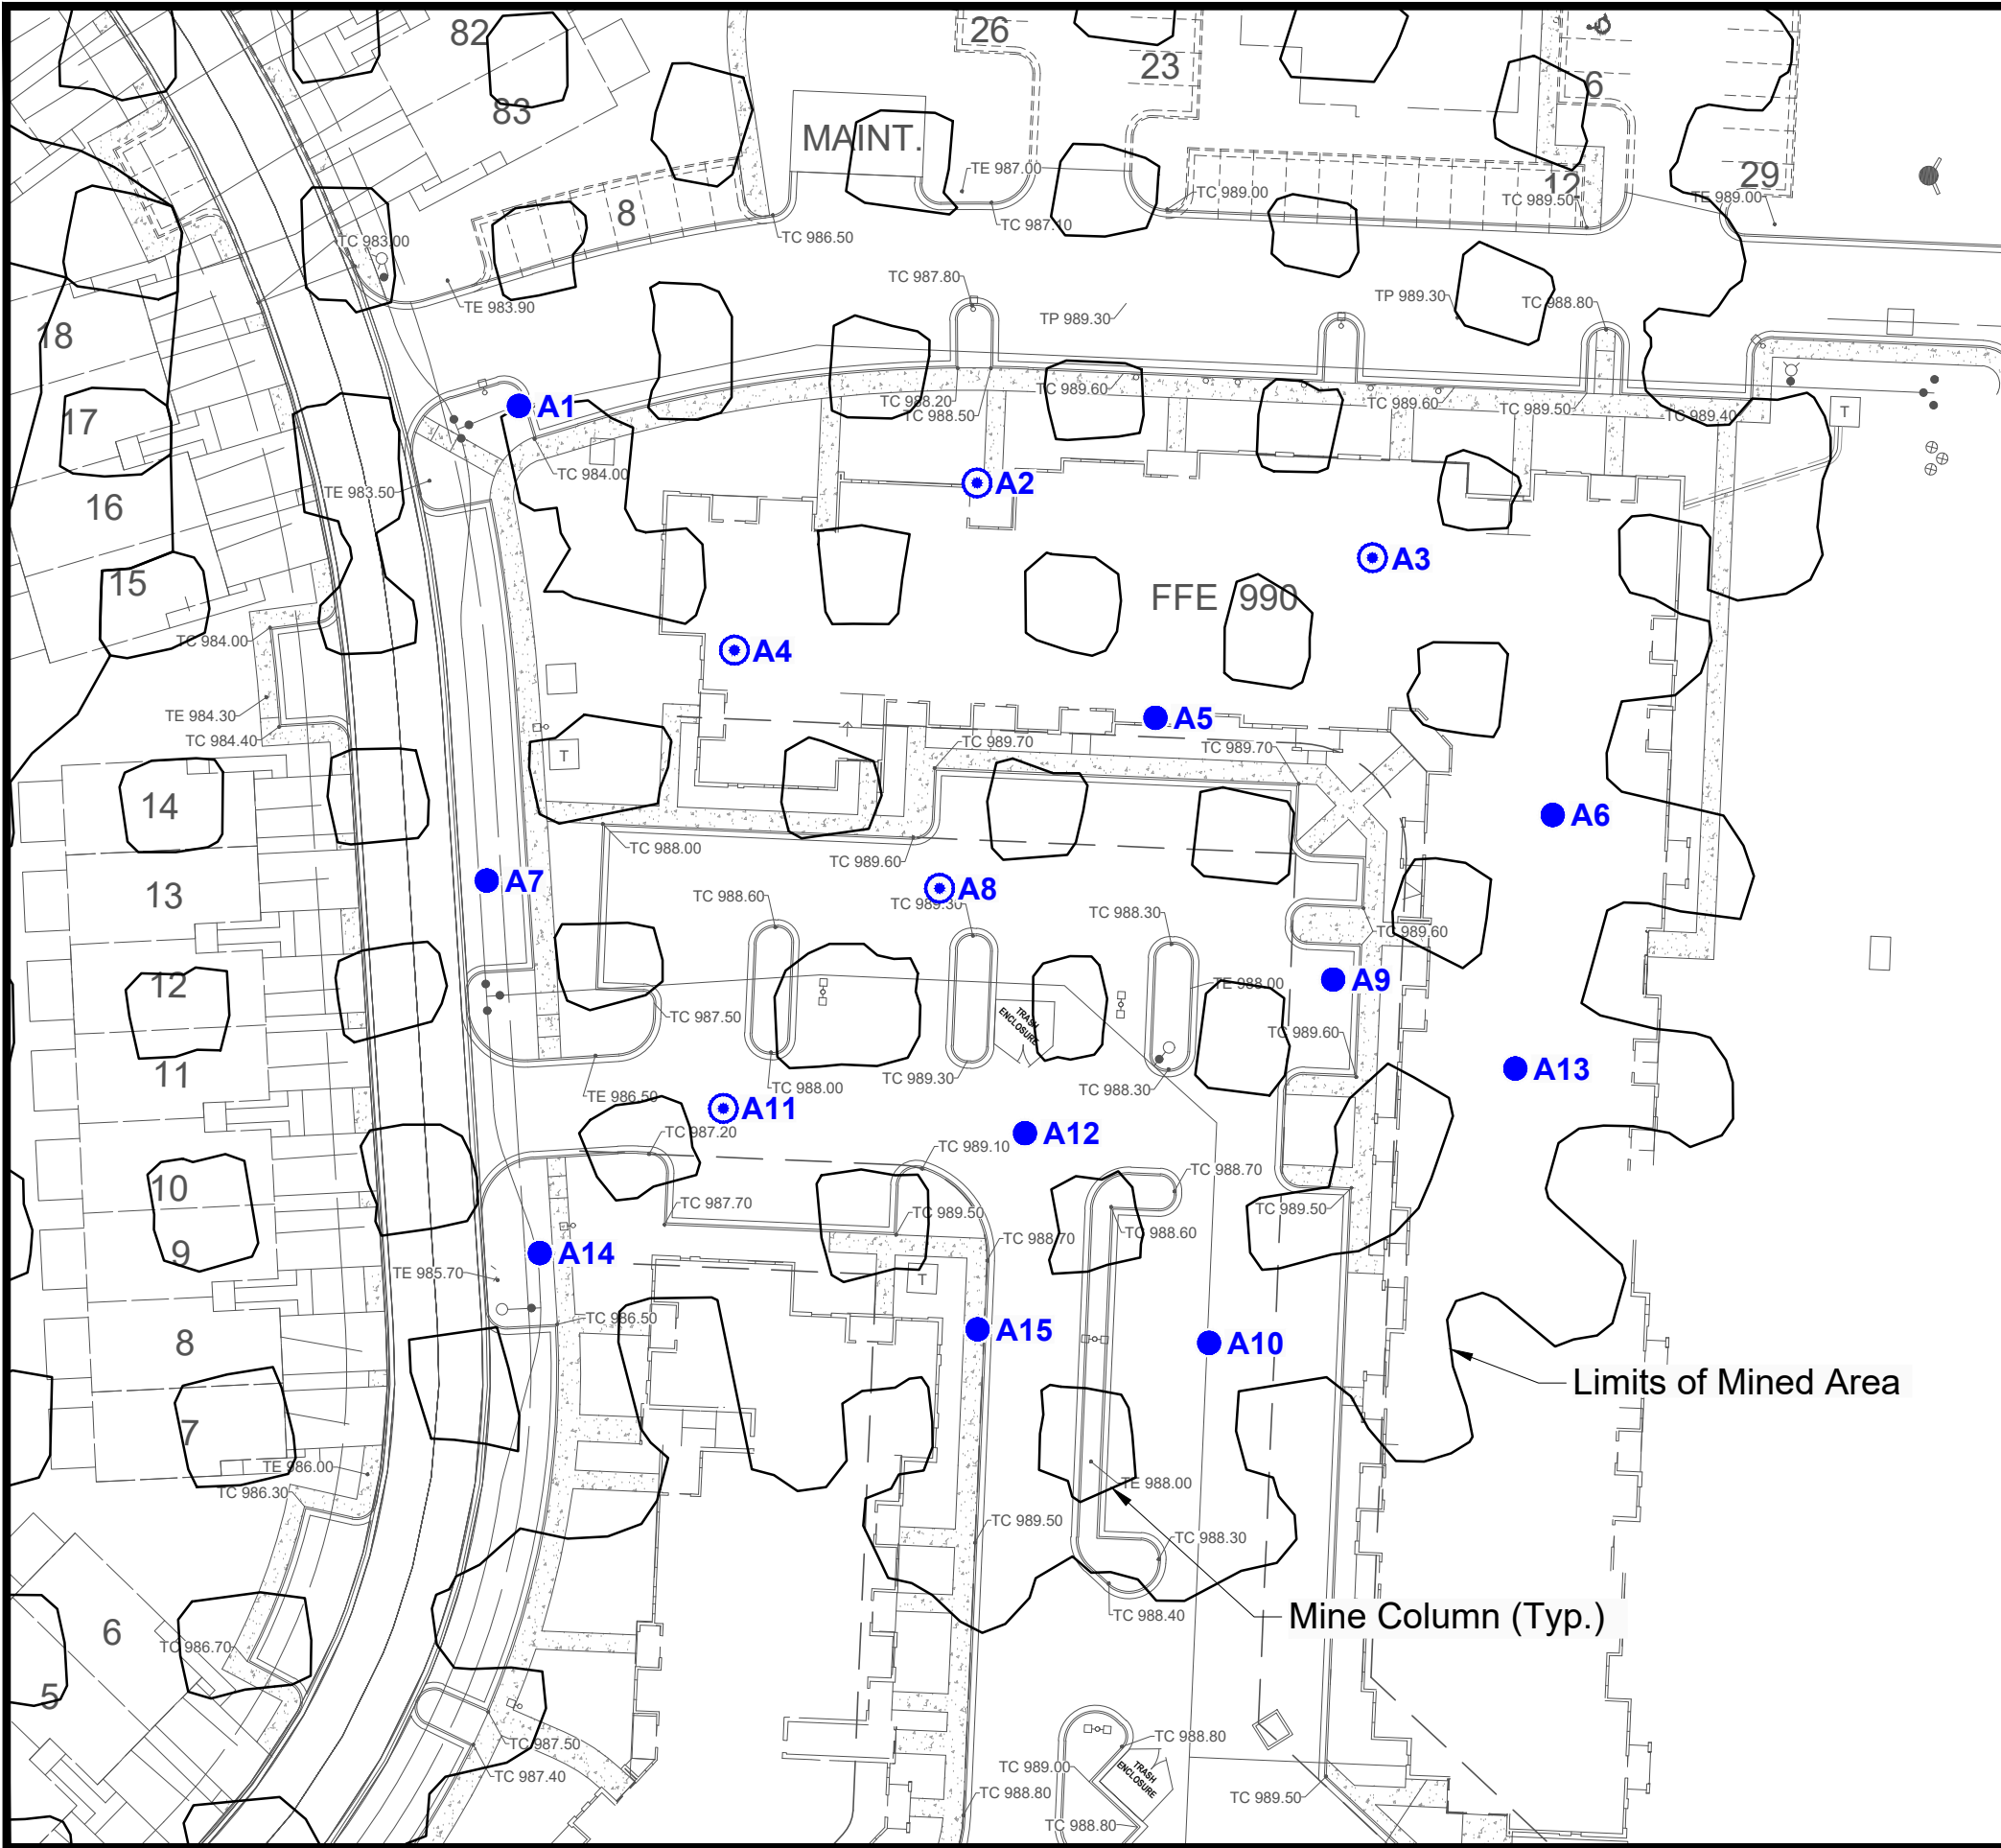 82
26
23
6
83
MAINT.
TE 987.00
12
29
8
TC 989.00
TC 989.50
TE 989.00
TC 983.00
TC 986.50
TC 987.10
TC 987.80
TE 983.90
TP 989.30
TP 989.30
TC 988.80
18
TC 989.60
TC 988.20
TC 988.50
TC 989.60
TC 989.50
TC 989.40
T
A1
17
TC 984.00
TE 983.50
A2
16
A3
15
FFE 990
TC 984.00
A4
TE 984.30
A5
TC 984.40
TC 989.70
TC 989.70
T
14
A6
TC 988.00
TC 989.60
A7
A8
13
TC 988.60
TC 989.30
TC 988.30
TC 989.60
12
A9
TE 988.00
TRASH
ENCLOSURE
TC 987.50
TC 989.60
11
TC 989.30
TC 988.00
TC 988.30
A13
TE 986.50
A11
TC 987.20
A12
TC 989.10
TC 988.70
10
TC 987.70
TC 989.50
TC 989.50
TC 988.70
TC 988.60
9
A14
TE 985.70
T
TC 986.50
A15
A10
8
Limits of Mined Area
7
TE 986.00
TC 986.30
TE 988.00
TC 989.50
TC 988.30
TC 988.40
Mine Column (Typ.)
6
TC 986.70
5
TC 987.50
TC 988.80
TC 987.40
TC 989.00
TRASH
ENCLOSURE
TC 988.80
TC 989.50
TC 988.80